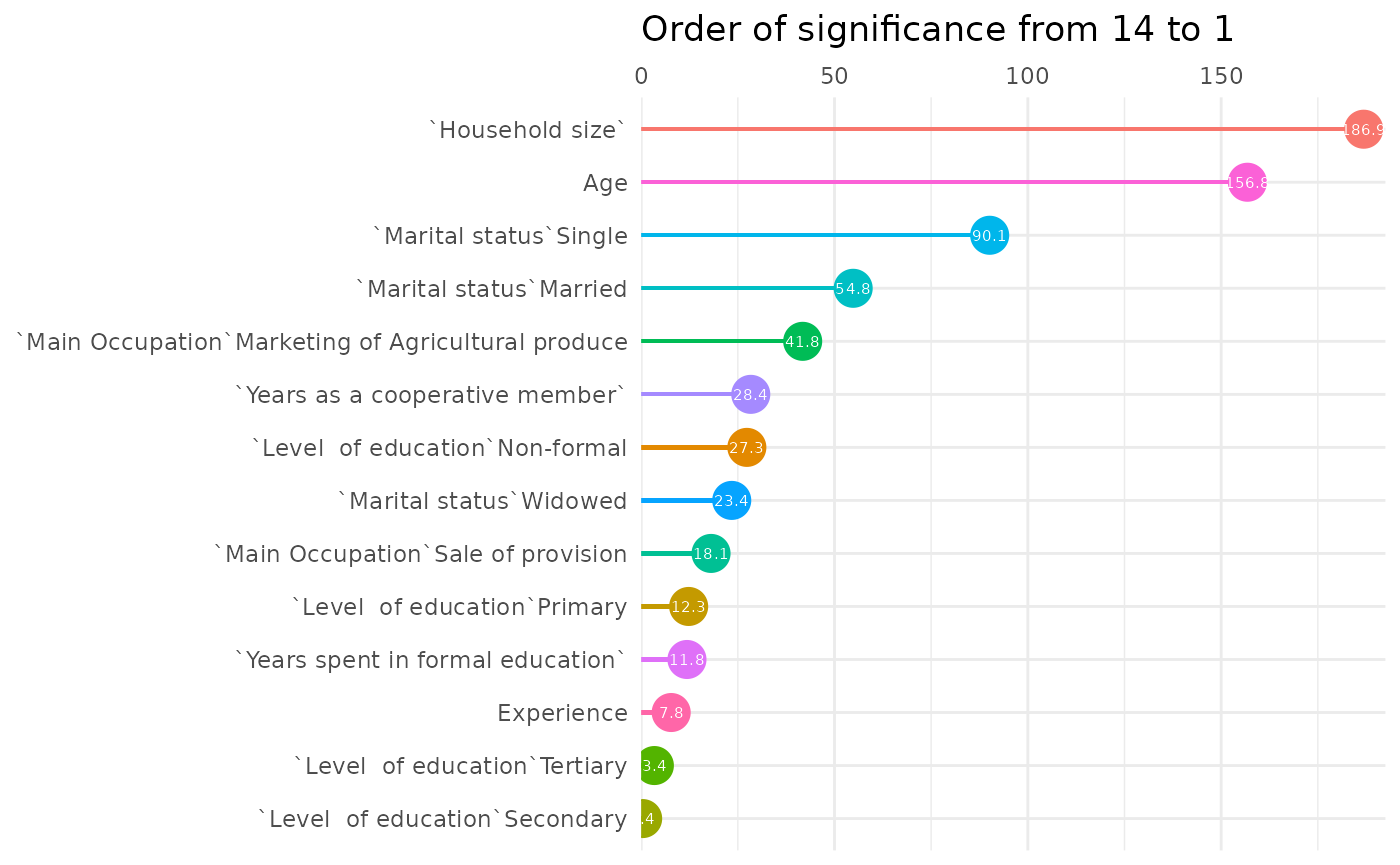 Order of significance from 14 to 1
0 50 100 150
`Household size` 186.9
Age 156.8
`Marital status`Single 90.1
`Marital status`Married 54.8
`Main Occupation`Marketing of Agricultural produce 41.8
`Years as a cooperative member` 28.4
`Level  of education`Non-formal 27.3
`Marital status`Widowed 23.4
`Main Occupation`Sale of provision 18.1
`Level  of education`Primary 12.3
`Years spent in formal education` 11.8
Experience 7.8
`Level  of education`Tertiary 3.4
`Level  of education`Secondary .4